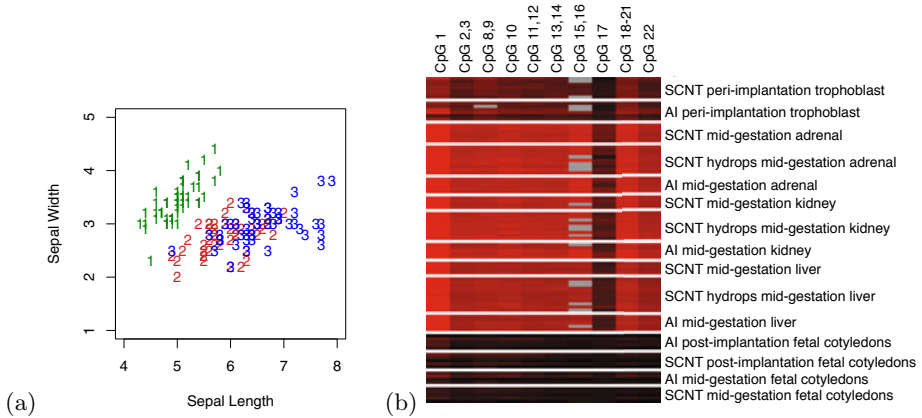 CpG 1
CpG 2,3
CpG 8,9
CpG 10
CpG 11,12
CpG 13,14
CpG 15,16
CpG 17
CpG 18-21
CpG 22
5
4
3
2
1
Sepal Width
4 5 6 7 8
Sepal Length
(a)
SCNT peri-implantation trophoblast
AI peri-implantation trophoblast
SCNT mid-gestation adrenal
SCNT hydrops mid-gestation adrenal
AI mid-gestation adrenal
SCNT mid-gestation kidney
SCNT hydrops mid-gestation kidney
AI mid-gestation kidney
SCNT mid-gestation liver
SCNT hydrops mid-gestation liver
AI mid-gestation liver
AI post-implantation fetal cotyledons
SCNT post-implantation fetal cotyledons
AI mid-gestation fetal cotyledons
SCNT mid-gestation fetal cotyledons
(b)